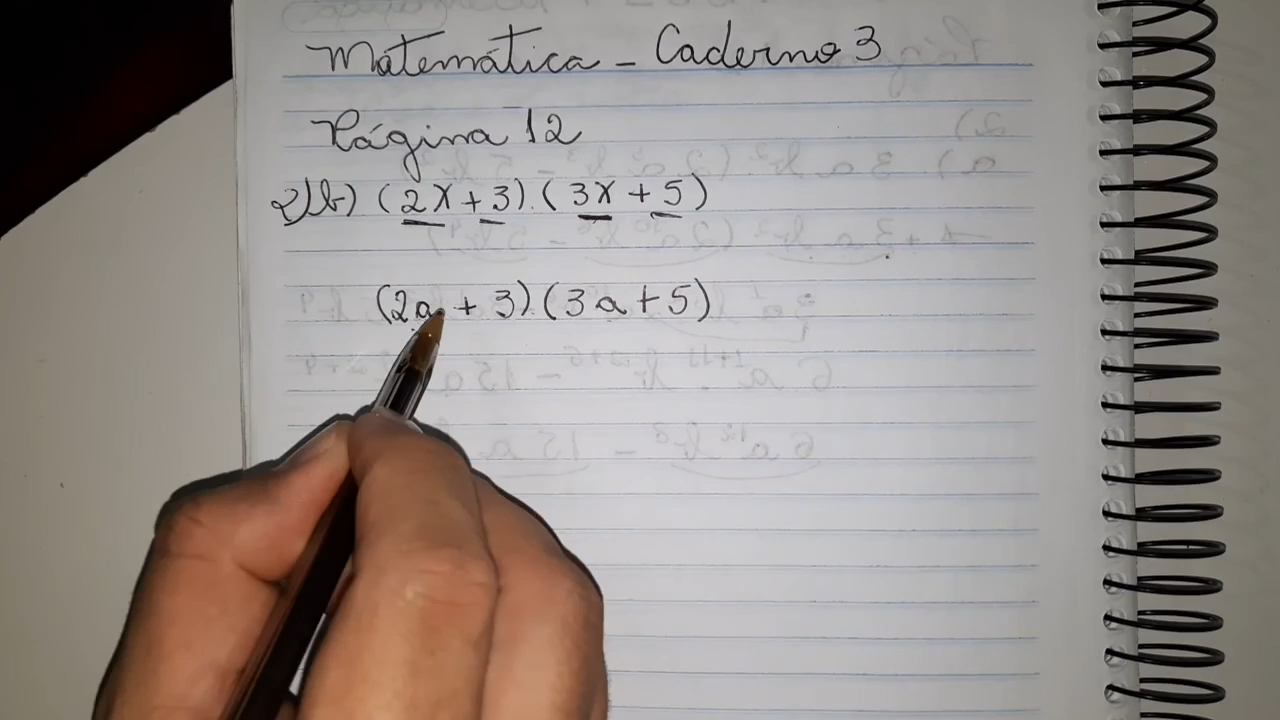 Matemática - Caderno 3
Página 12
2) b) (2x + 3).(3x + 5)
(2a + 3).(3a + 5)